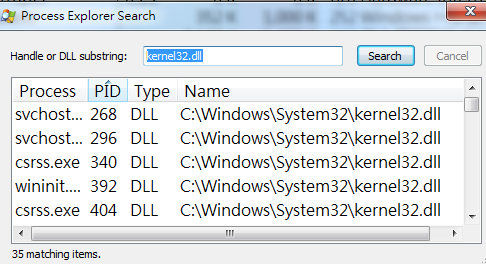 Process Explorer Search
Handle or DLL substring: kernel32.dll Search Cancel
Process PID Type Name
svchost... 268 DLL C:\Windows\System32\kernel32.dll
svchost... 296 DLL C:\Windows\System32\kernel32.dll
csrss.exe 340 DLL C:\Windows\System32\kernel32.dll
wininit.... 392 DLL C:\Windows\System32\kernel32.dll
csrss.exe 404 DLL C:\Windows\System32\kernel32.dll
35 matching items.